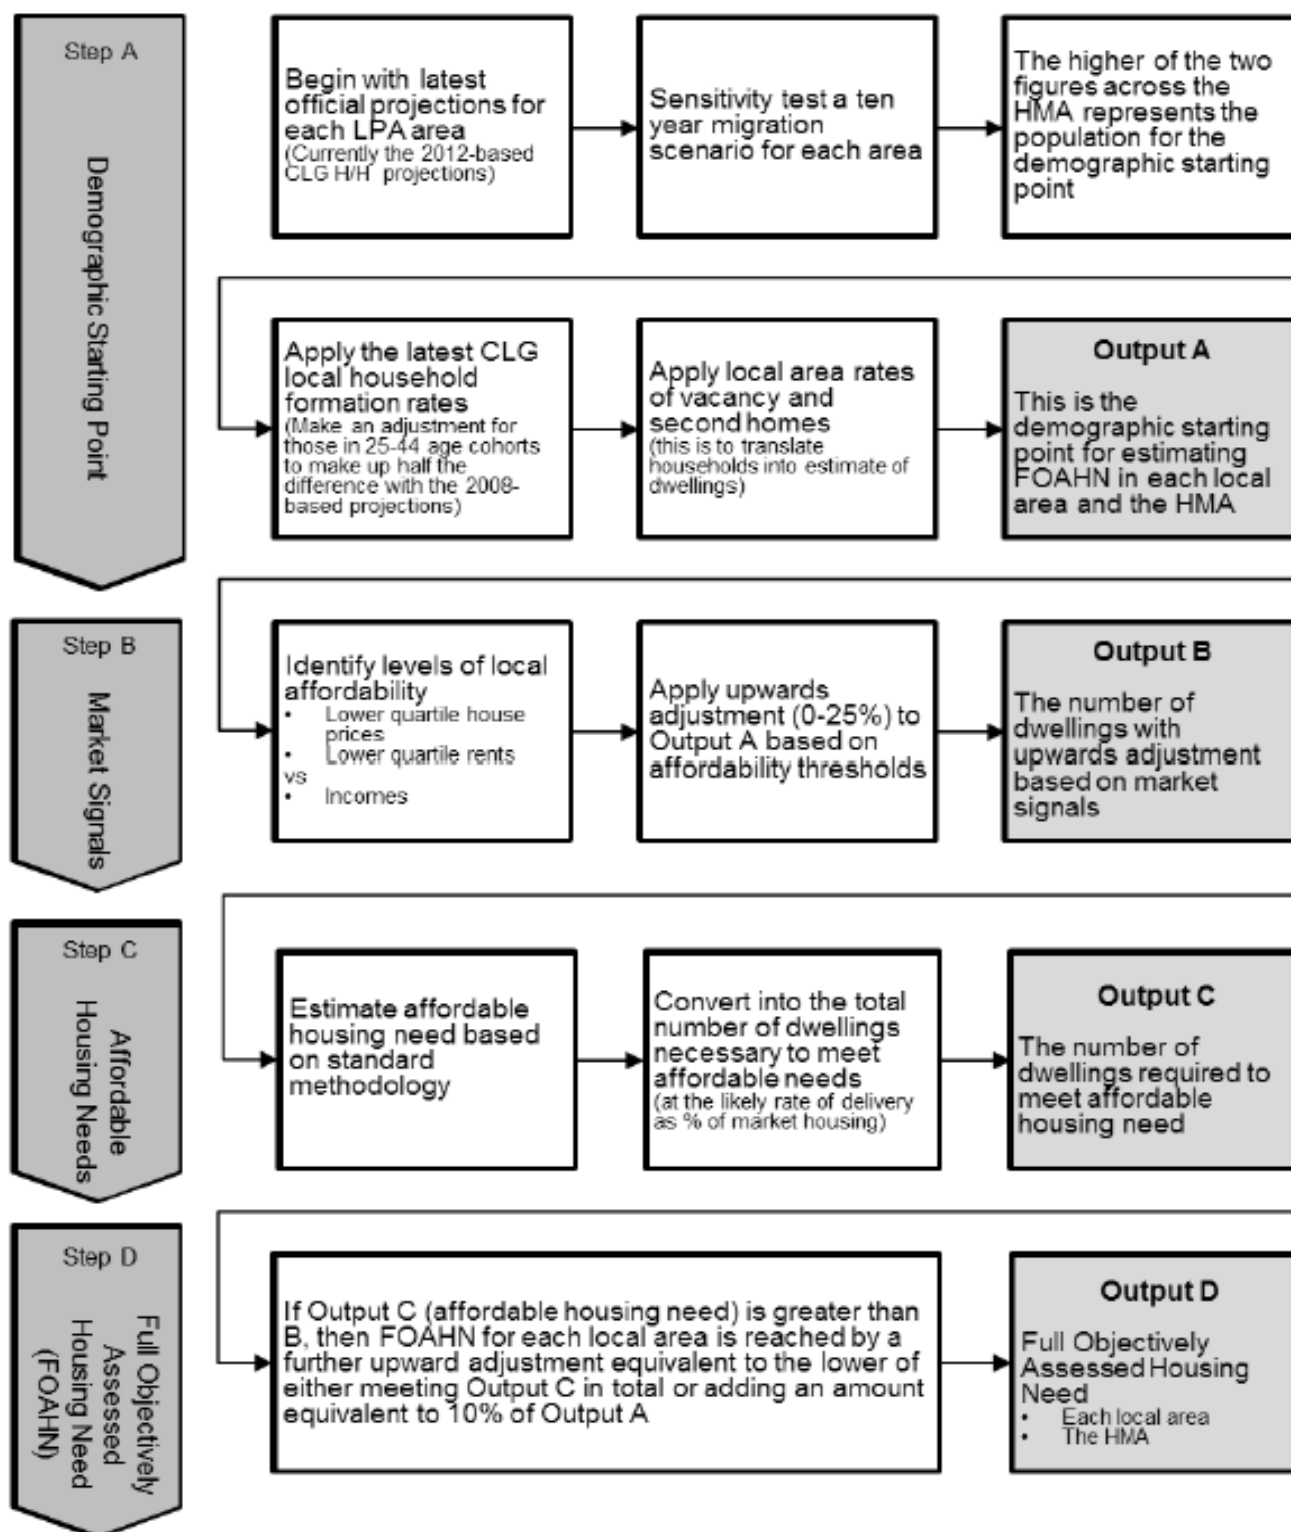 Step A
Demographic Starting Point
Begin with latest
official projections for
each LPA area
(Currently the 2012-based
CLG H/H projections)
Sensitivity test a ten
year migration
scenario for each area
The higher of the two
figures across the
HMA represents the
population for the
demographic starting
point
Apply the latest CLG
local household
formation rates
(Make an adjustment for
those in 25-44 age cohorts
to make up half the
difference with the 2008-
based projections)
Apply local area rates
of vacancy and
second homes
(this is to translate
households into estimate of
dwellings)
Output A
This is the
demographic starting
point for estimating
FOAHN in each local
area and the HMA
Step B
Market Signals
Identify levels of local
affordability
• Lower quartile house
prices
• Lower quartile rents
vs
• Incomes
Apply upwards
adjustment (0-25%) to
Output A based on
affordability thresholds
Output B
The number of
dwellings with
upwards adjustment
based on market
signals
Step C
Affordable
Housing Needs
Estimate affordable
housing need based
on standard
methodology
Convert into the total
number of dwellings
necessary to meet
affordable needs
(at the likely rate of delivery
as % of market housing)
Output C
The number of
dwellings required to
meet affordable
housing need
Step D
Full Objectively
Assessed
Housing Need
(FOAHN)
If Output C (affordable housing need) is greater than
B, then FOAHN for each local area is reached by a
further upward adjustment equivalent to the lower of
either meeting Output C in total or adding an amount
equivalent to 10% of Output A
Output D
Full Objectively
Assessed Housing
Need
• Each local area
• The HMA